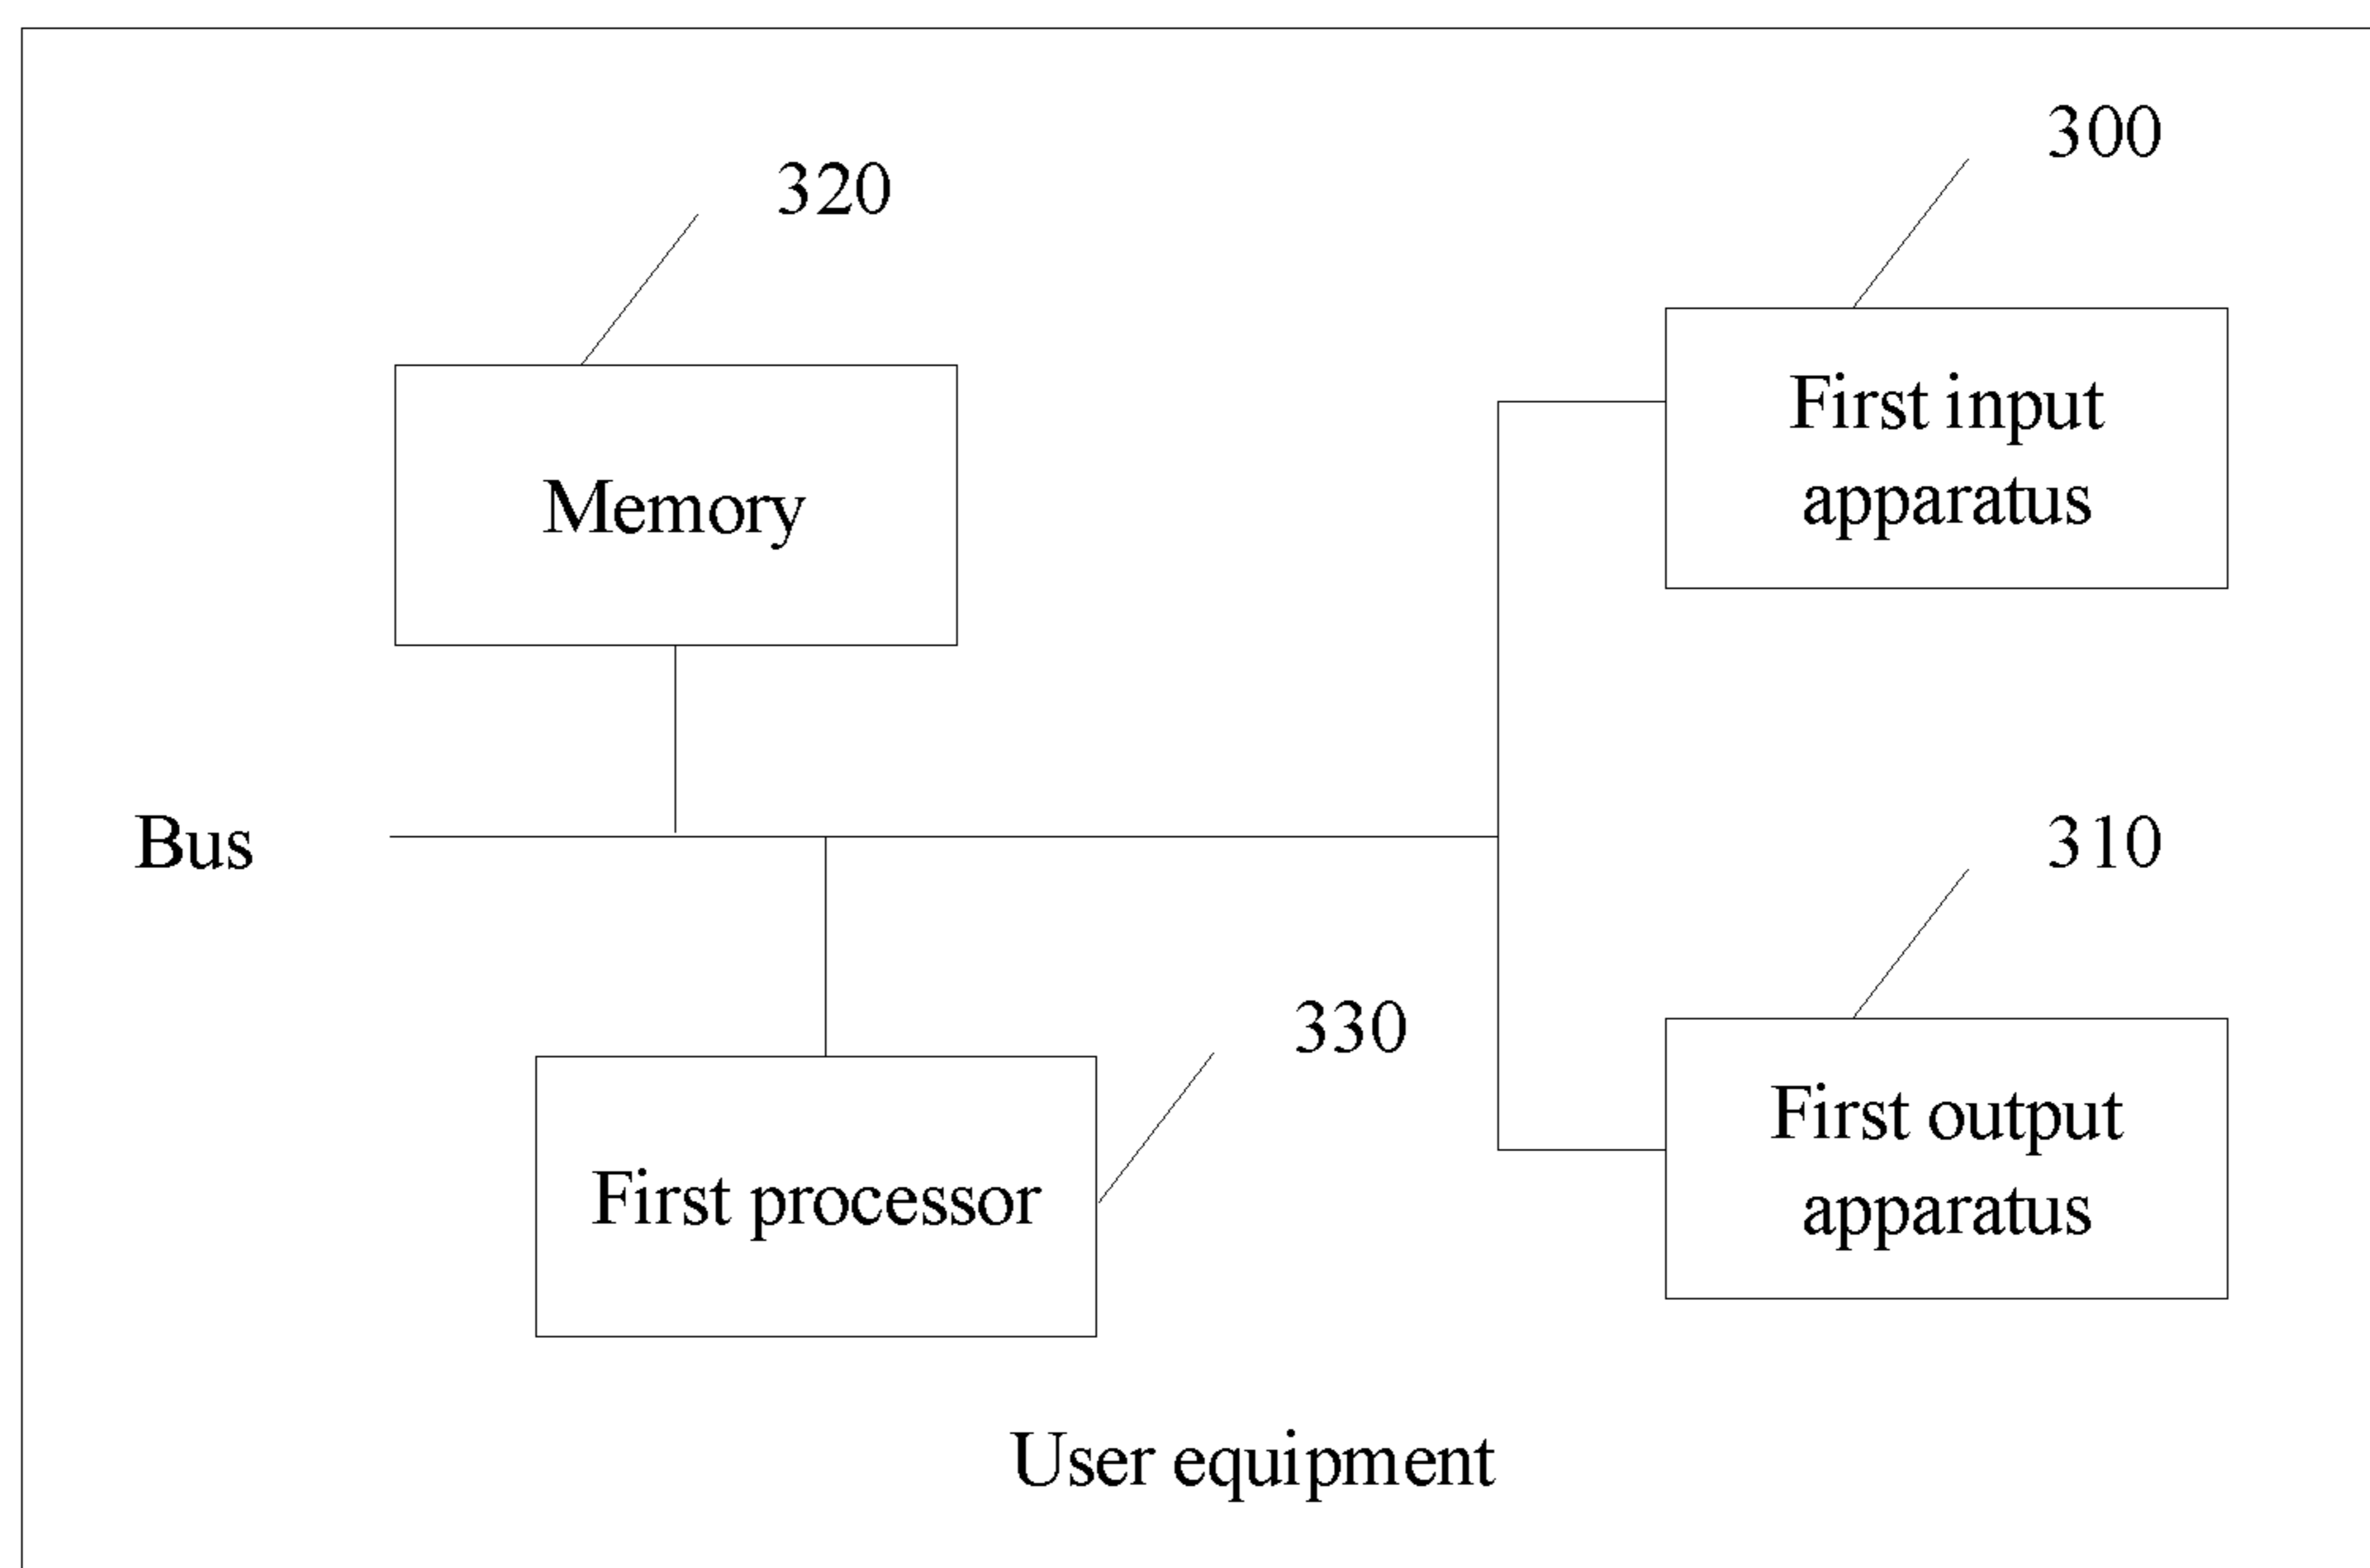 300
320
First input
apparatus
Memory
Bus
310
330
First output
apparatus
First processor
User equipment